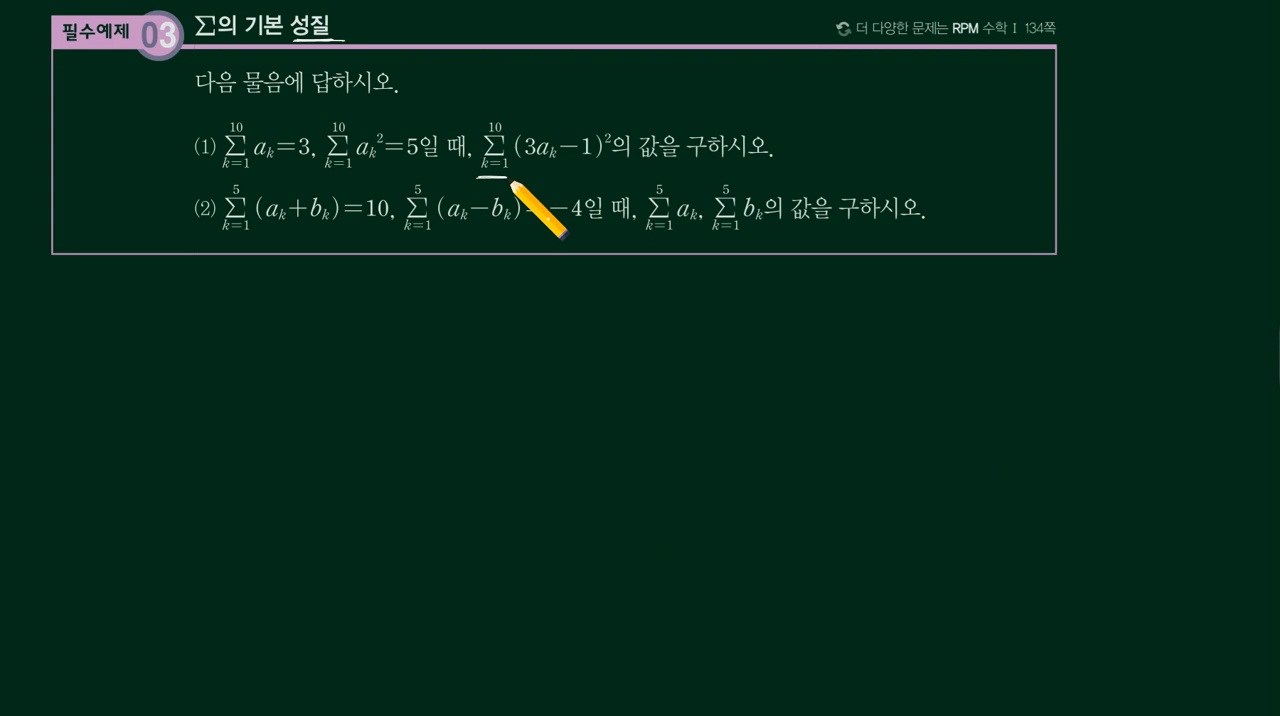 필수예제 03 ∑의 기본 성질 더 다양한 문제는 RPM 수학 I 134쪽
다음 물음에 답하시오.
(1) ∑_{k=1}^{10} a_k=3, ∑_{k=1}^{10} a_k²=5일 때, ∑_{k=1}^{10} (3a_k−1)²의 값을 구하시오.
(2) ∑_{k=1}^{5} (a_k+b_k)=10, ∑_{k=1}^{5} (a_k−b_k) −4일 때, ∑_{k=1}^{5} a_k, ∑_{k=1}^{5} b_k의 값을 구하시오.